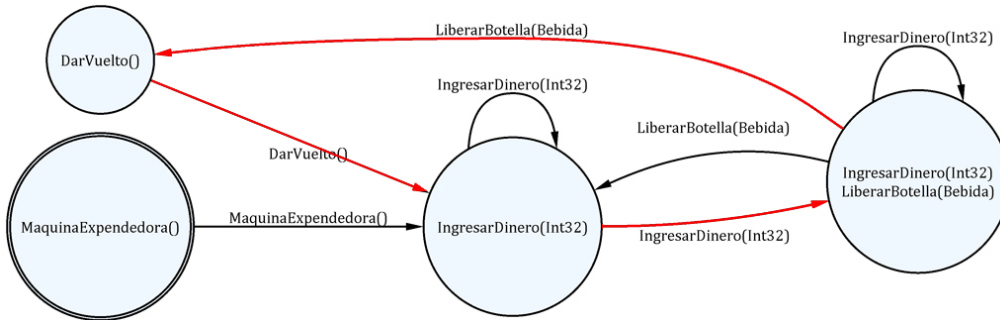 LiberarBotella(Bebida)
IngresarDinero(Int32)
DarVuelto()
IngresarDinero(Int32)
LiberarBotella(Bebida)
DarVuelto()
IngresarDinero(Int32)
LiberarBotella(Bebida)
MaquinaExpendedora()
MaquinaExpendedora()
IngresarDinero(Int32)
IngresarDinero(Int32)